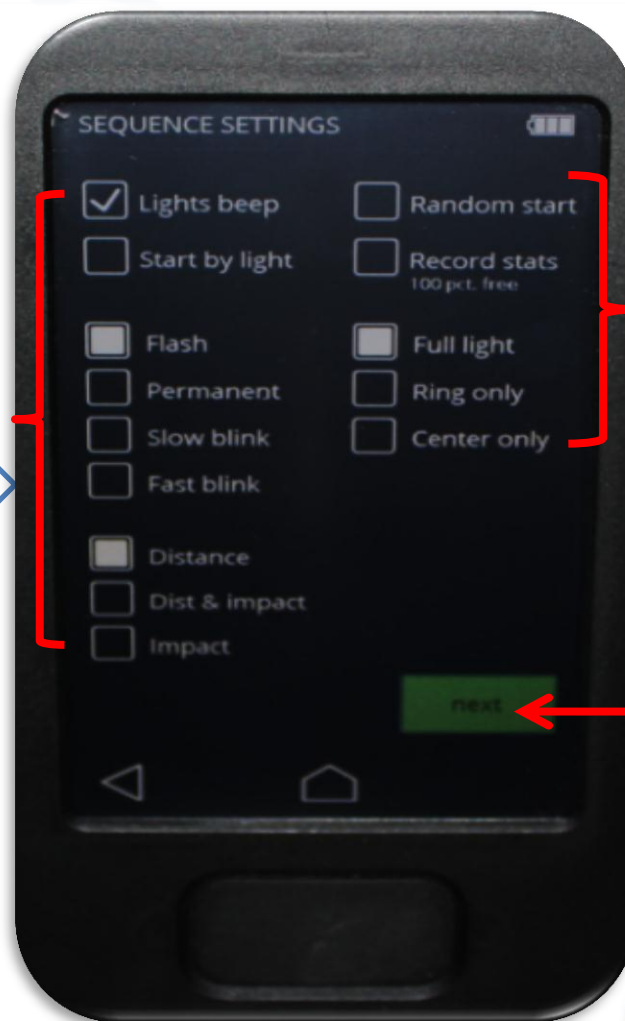 SEQUENCE SETTINGS
Lights beep
Random start
Start by light
Record stats
100 pct. free
Flash
Full light
Permanent
Ring only
Slow blink
Center only
Fast blink
Distance
Dist & impact
Impact
next